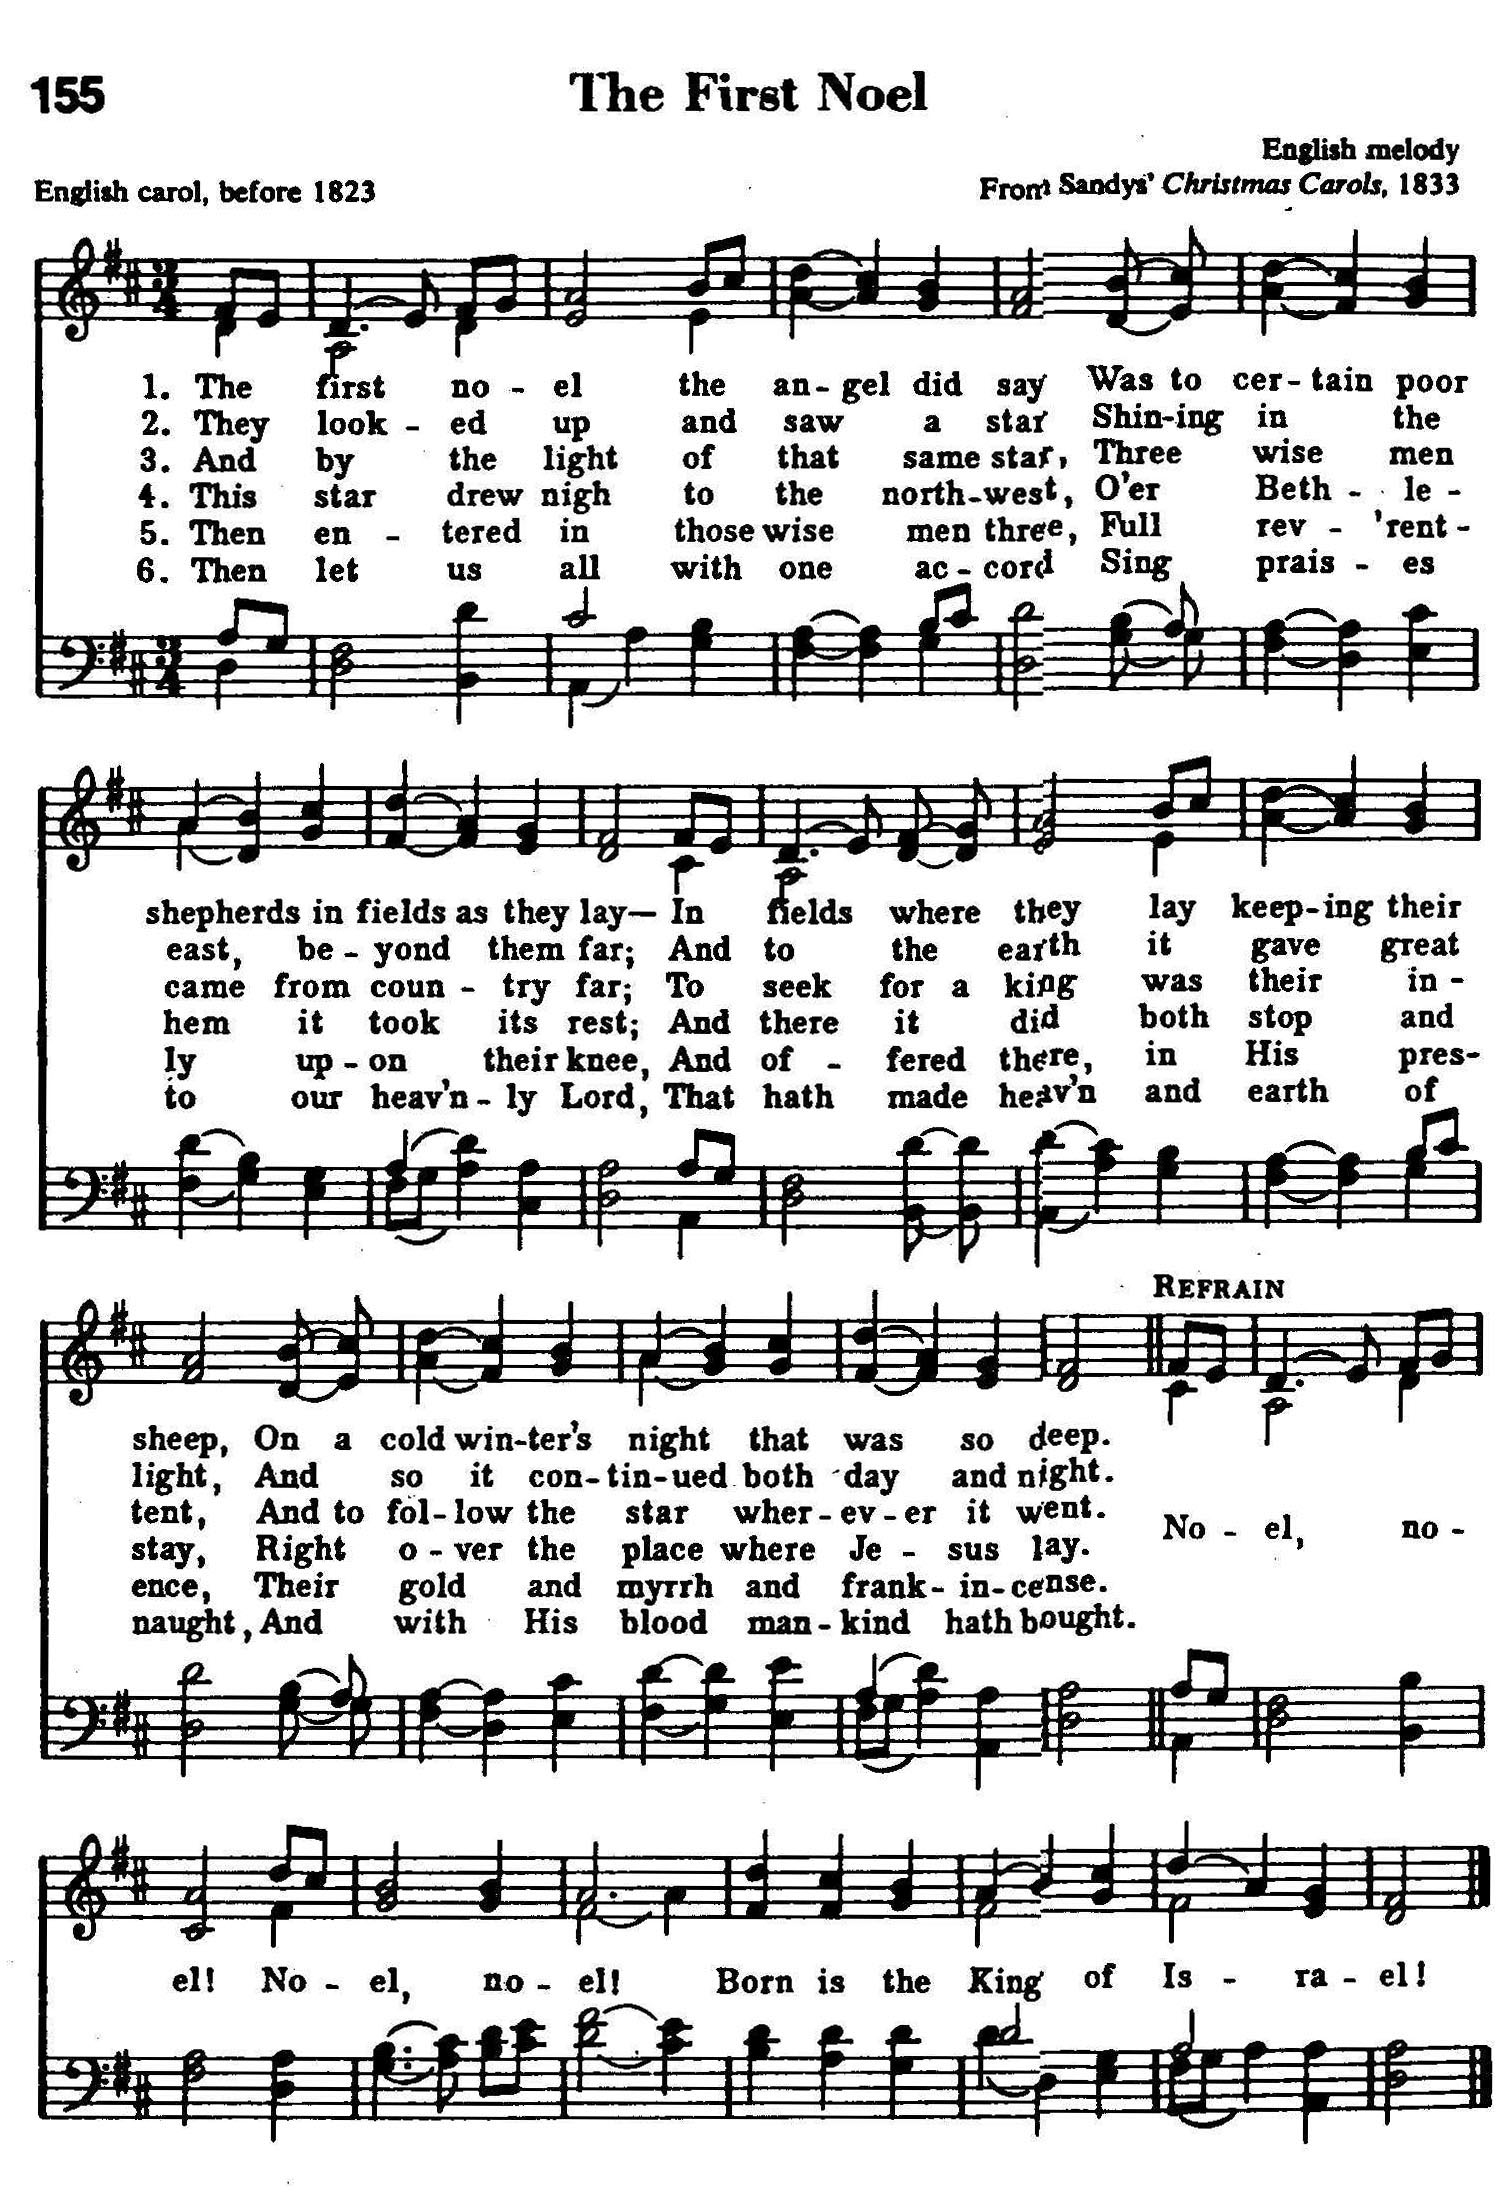 155
The First Noel
English melody
English carol, before 1823
From Sandys' Christmas Carols, 1833
3 4
1. The first no - el the an - gel did say Was to cer - tain poor
2. They look - ed up and saw a star Shin - ing in the
3. And by the light of that same star, Three wise men
4. This star drew nigh to the north - west, O'er Beth - le -
5. Then en - tered in those wise men three, Full rev - 'rent -
6. Then let us all with one ac - cord Sing prais - es
3 4
shepherds in fields as they lay— In fields where they lay keep - ing their
east, be - yond them far; And to the earth it gave great
came from coun - try far; To seek for a king was their in -
hem it took its rest; And there it did both stop and
ly up - on their knee, And of - fered there, in His pres -
to our heav'n - ly Lord, That hath made heav'n and earth of
REFRAIN
sheep, On a cold win - ter's night that was so deep.
light, And so it con - tin - ued both day and night.
tent, And to fol - low the star wher - ev - er it went.
No - el, no -
stay, Right o - ver the place where Je - sus lay.
ence, Their gold and myrrh and frank - in - cense.
naught, And with His blood man - kind hath bought.
el! No - el, no - el! Born is the King of Is - ra - el!